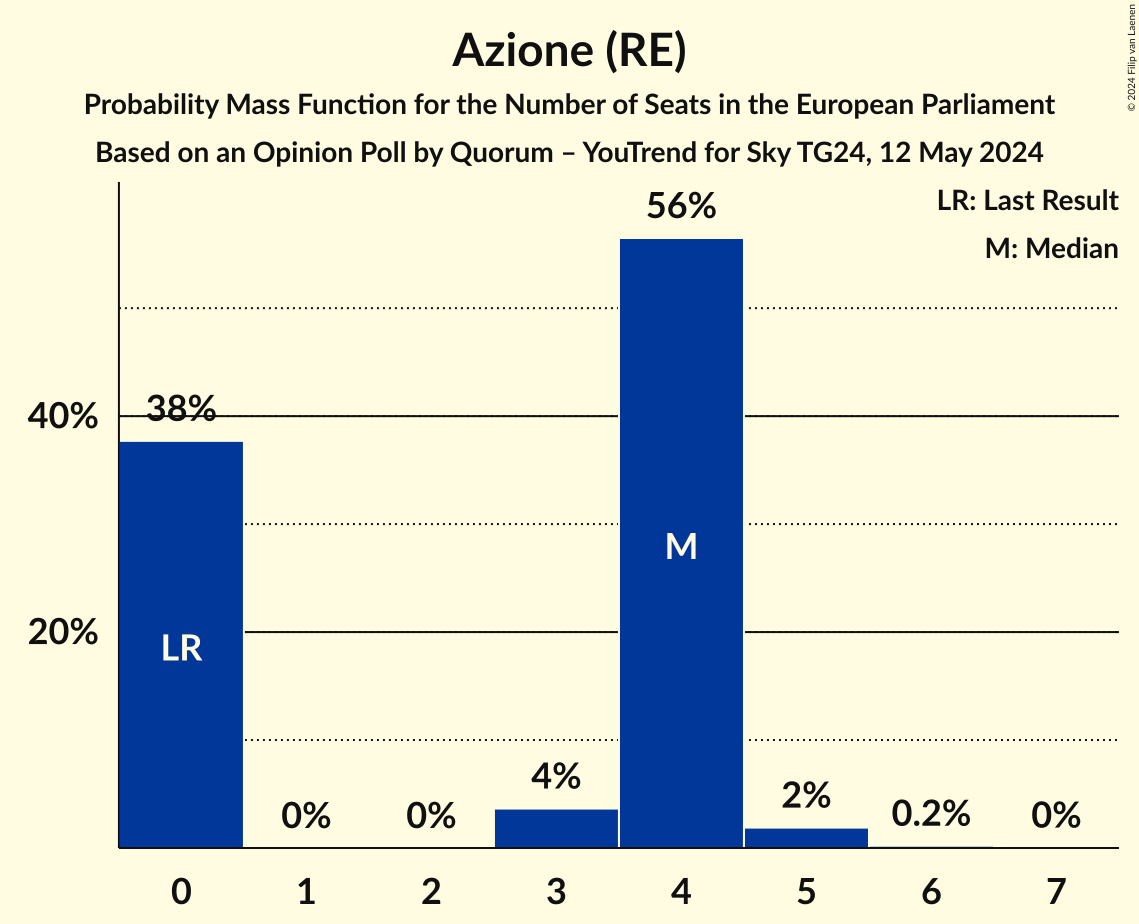 Azione (RE)
Probability Mass Function for the Number of Seats in the European Parliament
Based on an Opinion Poll by Quorum – YouTrend for Sky TG24, 12 May 2024
© 2024 Filip van Laenen
LR: Last Result
M: Median
56%
38%
40%
M
20%
LR
4%
2%
0%
0%
0.2%
0%
0 1 2 3 4 5 6 7